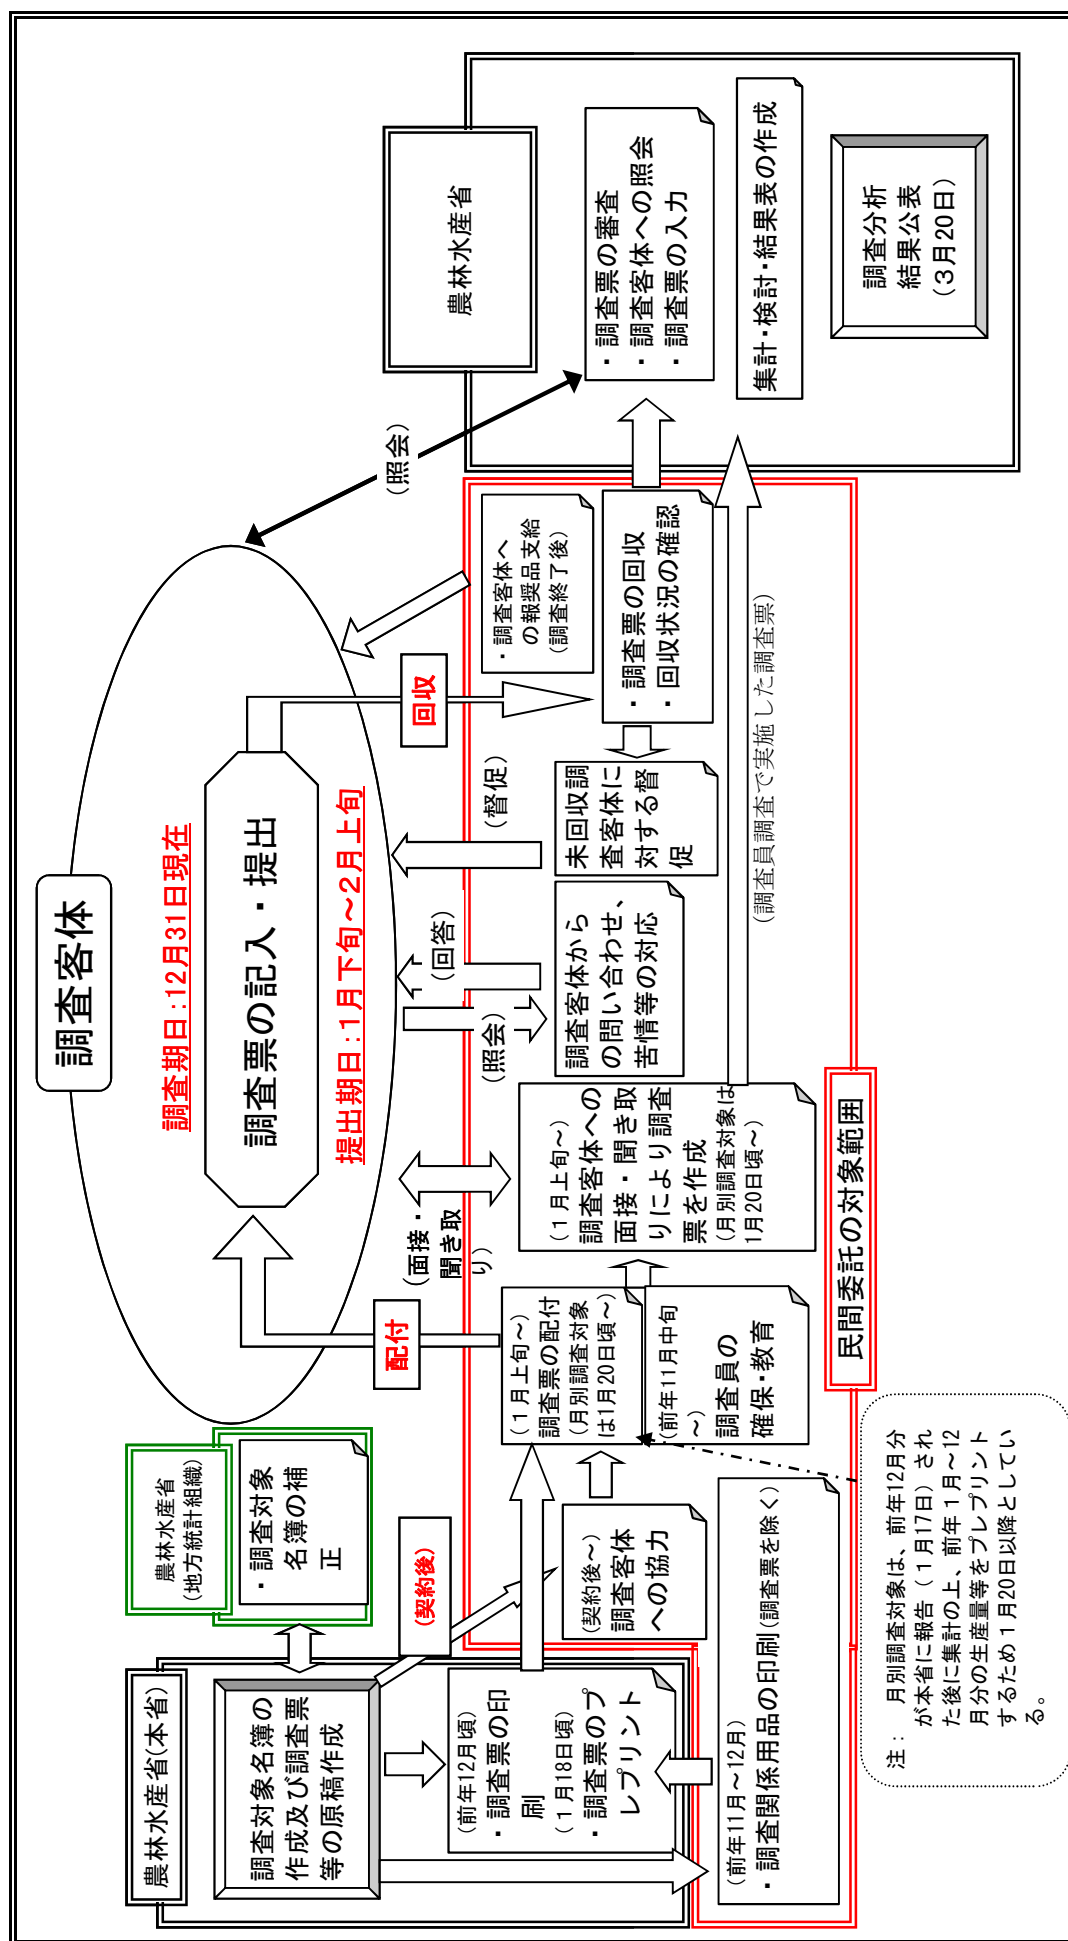 調査客体
調査期日：12月31日現在
調査票の記入・提出
提出期日：1月下旬～2月上旬
農林水産省(本省)
調査対象名簿の
作成及び調査票
等の原稿作成
農林水産省
(地方統計組織)
・調査対象
名簿の補
正
(契約後)
(前年12月頃)
・調査票の印
刷
(１月18日頃)
・調査票のプ
レプリント
(前年11月～12月)
・調査関係用品の印刷(調査票を除く)
(契約後～)
調査客体
への協力
配付
(１月上旬～)
調査票の配付
(月別調査対象
は1月20日頃～)
(前年11月中旬
～)
調査員の
確保・教育
(面接・
聞き取
り)
(１月上旬～)
調査客体への
面接・聞き取
りにより調査
票を作成
(月別調査対象は
1月20日頃～)
(照会)
(回答)
調査客体から
の問い合わせ、
苦情等の対応
(督促)
未回収調
査客体に
対する督
促
回収
・調査票の回収
・回収状況の確認
・調査客体へ
の報奨品支給
(調査終了後)
(調査員調査で実施した調査票)
民間委託の対象範囲
(照会)
農林水産省
・調査票の審査
・調査客体への照会
・調査票の入力
集計・検討・結果表の作成
調査分析
結果公表
(３月20日)
注：　月別調査対象は、前年12月分
が本省に報告（１月17日）され
た後に集計の上、前年１月～12
月分の生産量等をプレプリント
するため１月20日以降としてい
る。